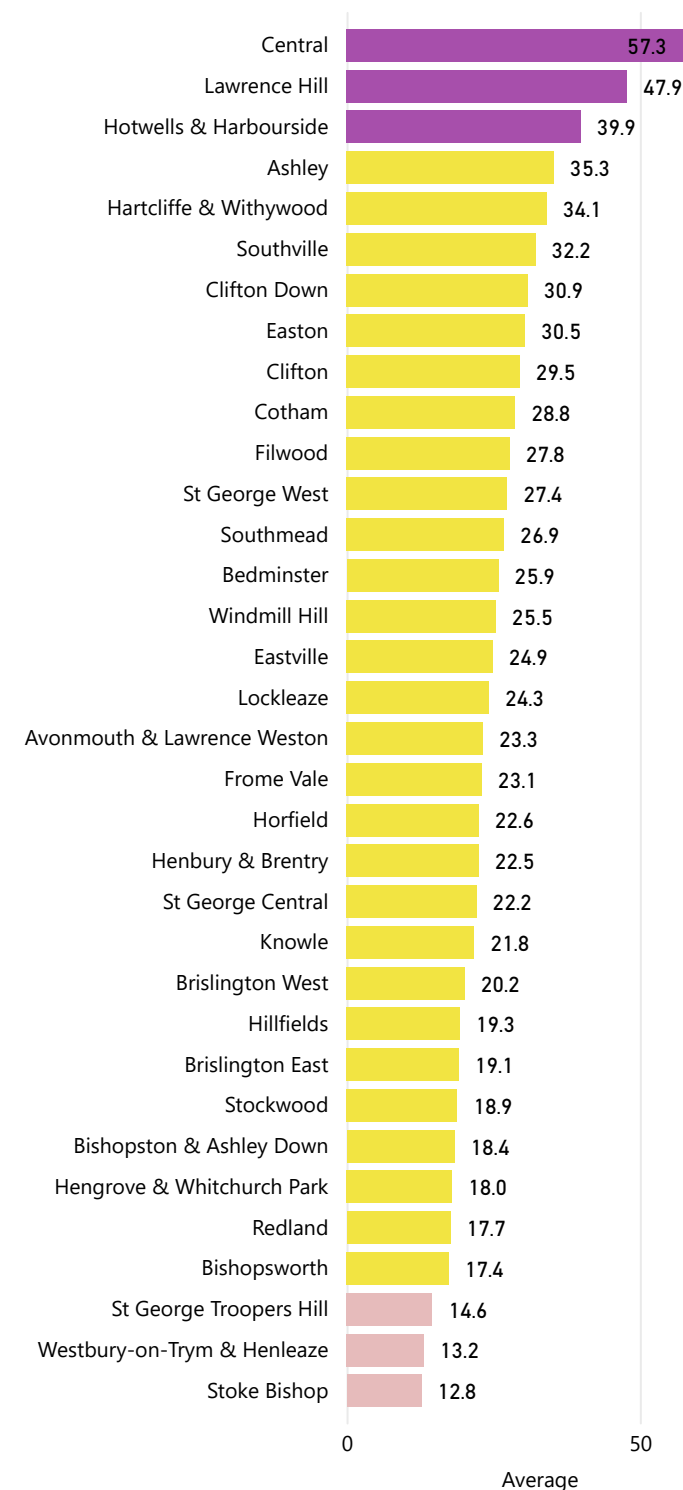 Central 57.3
Lawrence Hill 47.9
Hotwells & Harbourside 39.9
Ashley 35.3
Hartcliffe & Withywood 34.1
Southville 32.2
Clifton Down 30.9
Easton 30.5
Clifton 29.5
Cotham 28.8
Filwood 27.8
St George West 27.4
Southmead 26.9
Bedminster 25.9
Windmill Hill 25.5
Eastville 24.9
Lockleaze 24.3
Avonmouth & Lawrence Weston 23.3
Frome Vale 23.1
Horfield 22.6
Henbury & Brentry 22.5
St George Central 22.2
Knowle 21.8
Brislington West 20.2
Hillfields 19.3
Brislington East 19.1
Stockwood 18.9
Bishopston & Ashley Down 18.4
Hengrove & Whitchurch Park 18.0
Redland 17.7
Bishopsworth 17.4
St George Troopers Hill 14.6
Westbury-on-Trym & Henleaze 13.2
Stoke Bishop 12.8
0 50
Average